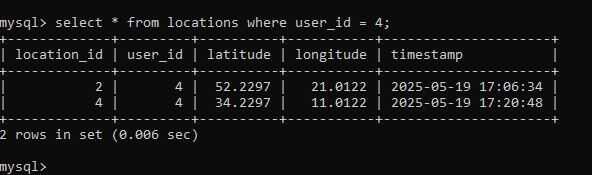 mysql> select * from locations where user_id = 4;
+-------------+---------+----------+-----------+---------------------+
| location_id | user_id | latitude | longitude | timestamp           |
+-------------+---------+----------+-----------+---------------------+
|           2 |       4 |  52.2297 |   21.0122 | 2025-05-19 17:06:34 |
|           4 |       4 |  34.2297 |   11.0122 | 2025-05-19 17:20:48 |
+-------------+---------+----------+-----------+---------------------+
2 rows in set (0.006 sec)
mysql>